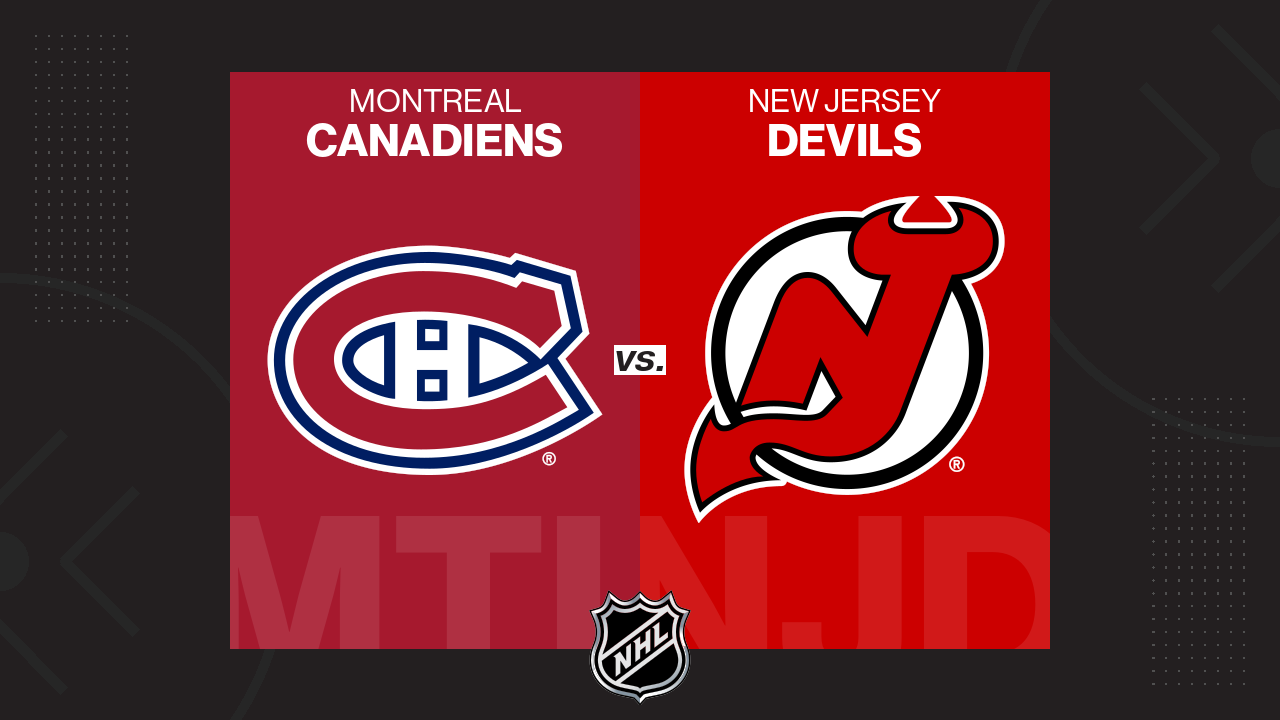 MONTREAL
CANADIENS
NEW JERSEY
DEVILS
vs.
®
®
MTL
NJD
NHL